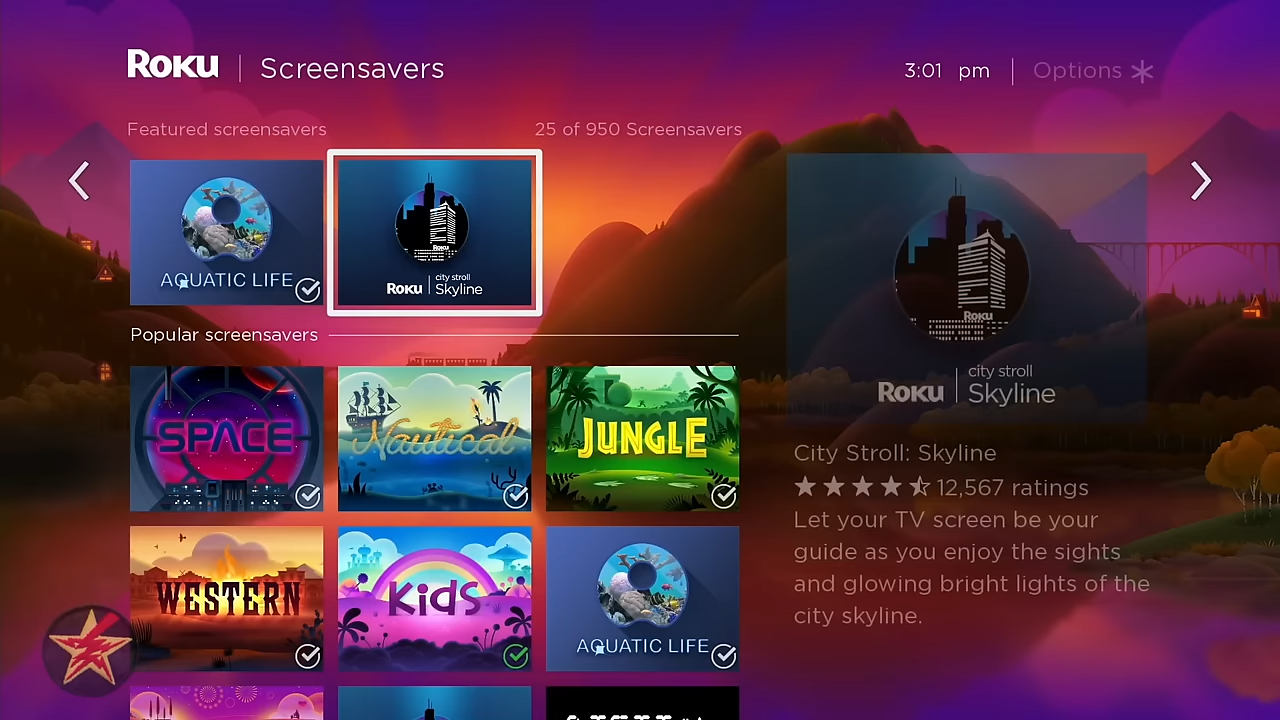 Roku | Screensavers
3:01 pm | Options
Featured screensavers
25 of 950 Screensavers
AQUATIC LIFE
Roku
Roku | city stroll
Skyline
Popular screensavers
SPACE
Nautical
JUNGLE
WESTERN
Kids
AQUATIC LIFE
Roku
Roku | city stroll
Skyline
City Stroll: Skyline
12,567 ratings
Let your TV screen be your
guide as you enjoy the sights
and glowing bright lights of the
city skyline.